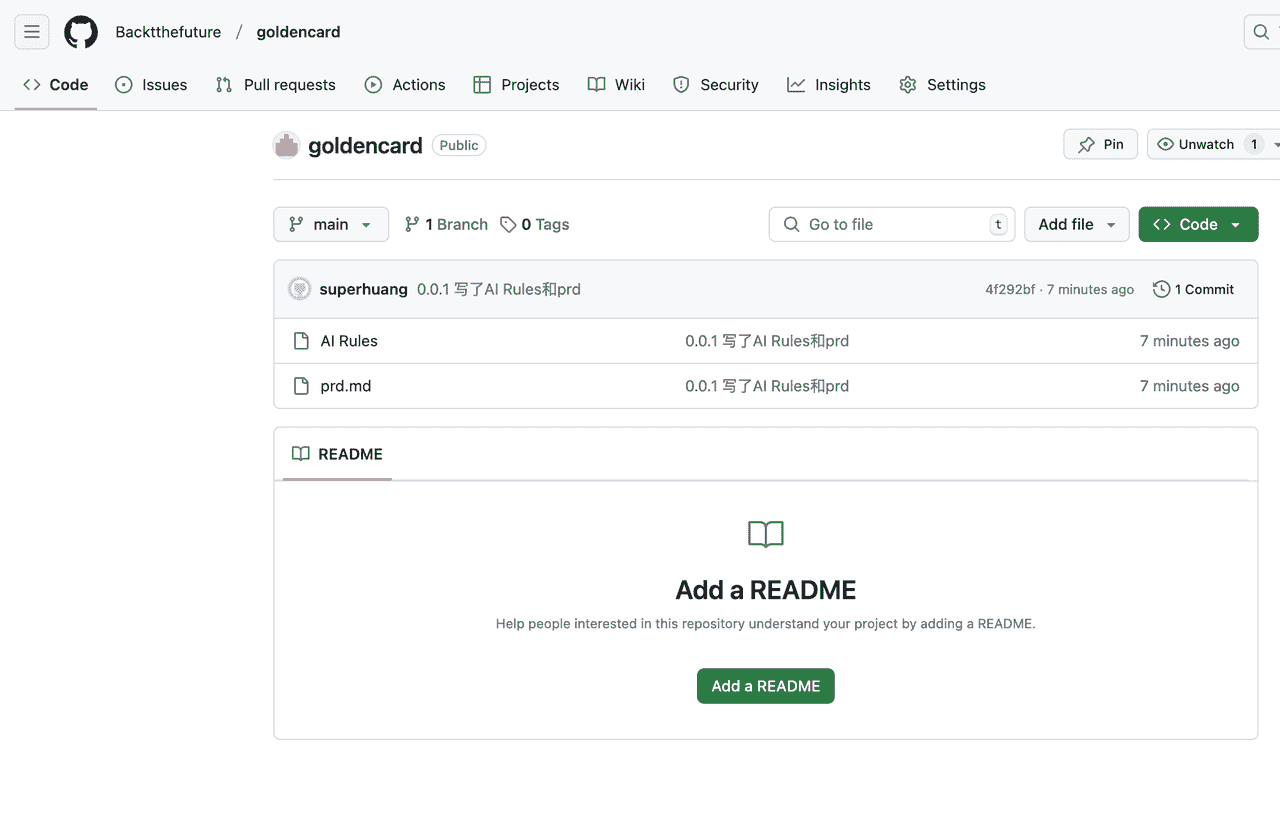 Backtthefuture / goldencard
Code Issues Pull requests Actions Projects Wiki Security Insights Settings
goldencard Public Pin Unwatch 1
main 1 Branch 0 Tags Go to file t Add file Code
superhuang 0.0.1 写了AI Rules和prd 4f292bf · 7 minutes ago 1 Commit
AI Rules 0.0.1 写了AI Rules和prd 7 minutes ago
prd.md 0.0.1 写了AI Rules和prd 7 minutes ago
README
Add a README
Help people interested in this repository understand your project by adding a README.
Add a README